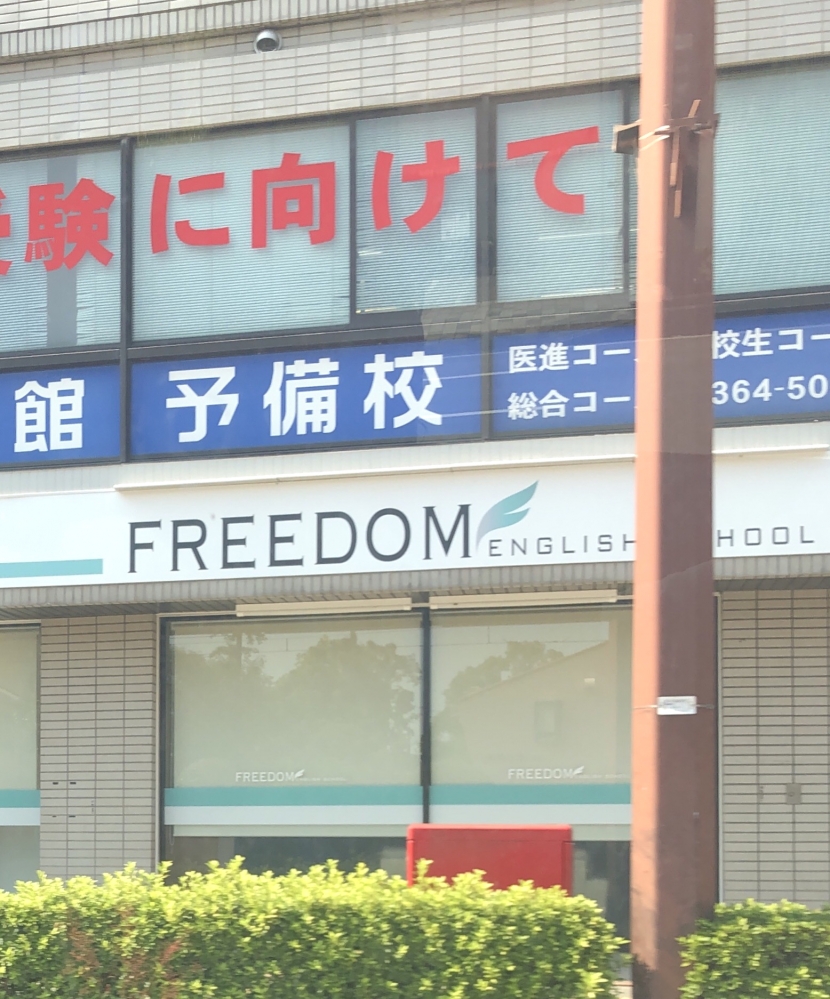 受験に向けて
館 予備校
医進コー 校生コー
総合コー 364-50
FREEDOM ENGLISH HOOL
FREEDOM
FREEDOM